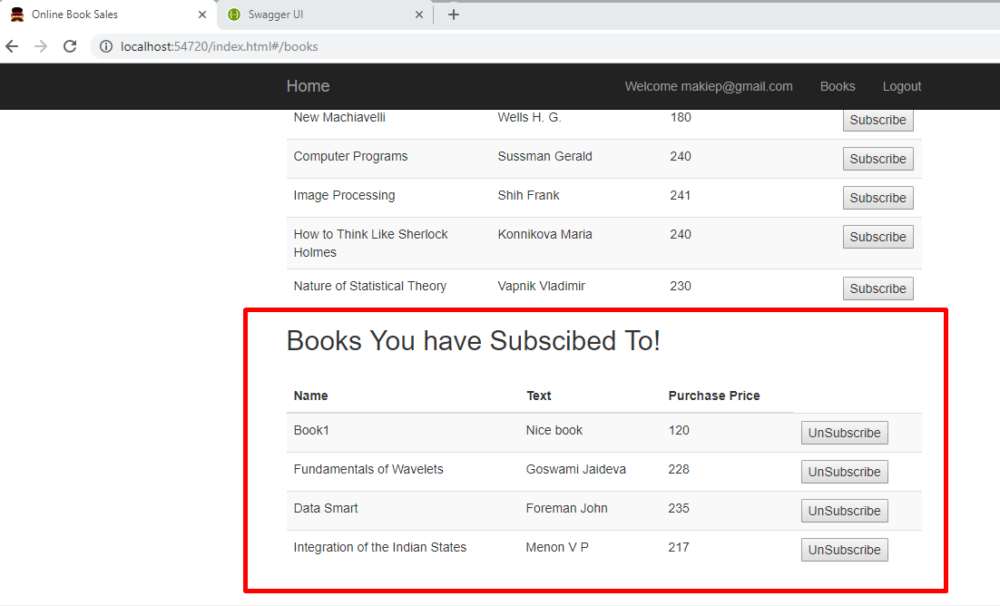 Online Book Sales Swagger UI
localhost:54720/index.html#/books
Home Welcome makiep@gmail.com Books Logout
New Machiavelli Wells H. G. 180 Subscribe
Computer Programs Sussman Gerald 240 Subscribe
Image Processing Shih Frank 241 Subscribe
How to Think Like Sherlock Konnikova Maria 240 Subscribe
Holmes
Nature of Statistical Theory Vapnik Vladimir 230 Subscribe
Books You have Subscibed To!
Name Text Purchase Price
Book1 Nice book 120 UnSubscribe
Fundamentals of Wavelets Goswami Jaideva 228 UnSubscribe
Data Smart Foreman John 235 UnSubscribe
Integration of the Indian States Menon V P 217 UnSubscribe